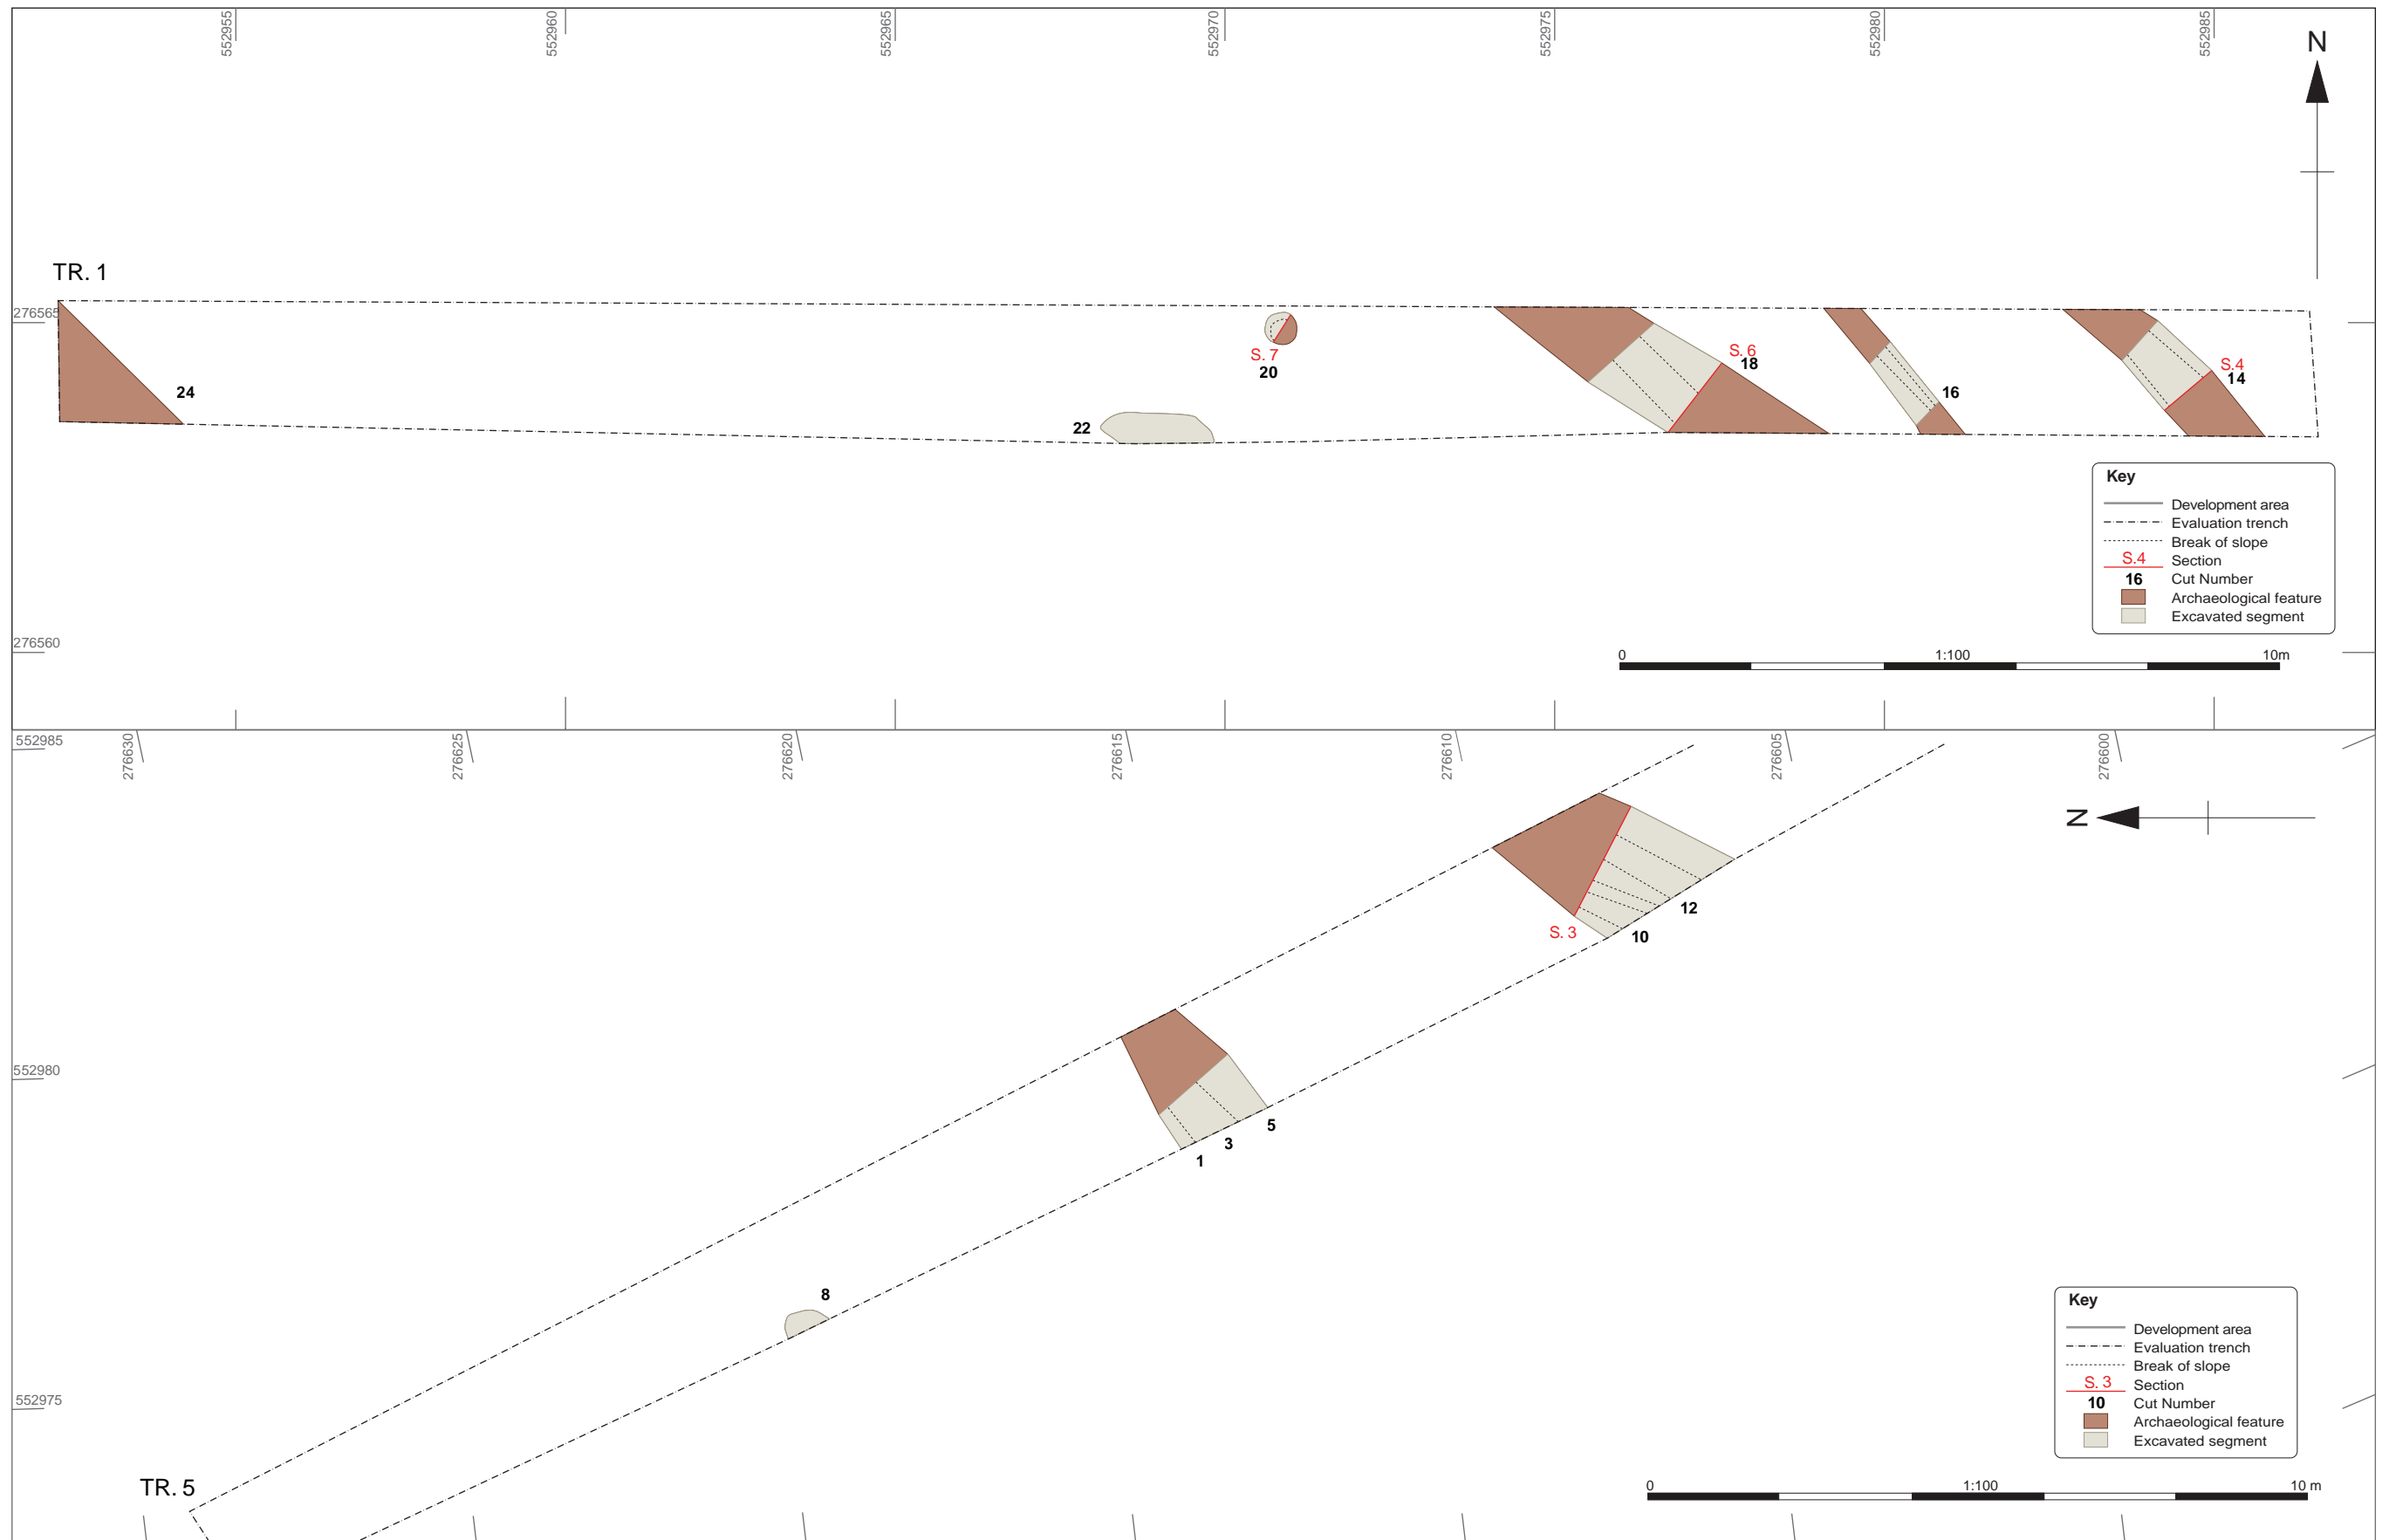 552955
552960
552965
552970
552975
552980
552985
N
TR. 1
276565
24
S. 7
20
22
S. 6
18
16
S.4
14
Key
Development area
Evaluation trench
Break of slope
S.4 Section
16 Cut Number
Archaeological feature
Excavated segment
276560
0 1:100 10m
552985
276630
276625
276620
276615
276610
276605
276600
N
12
S. 3
10
552980
5
3
1
8
Key
Development area
Evaluation trench
Break of slope
S. 3 Section
10 Cut Number
Archaeological feature
Excavated segment
552975
TR. 5
0 1:100 10 m